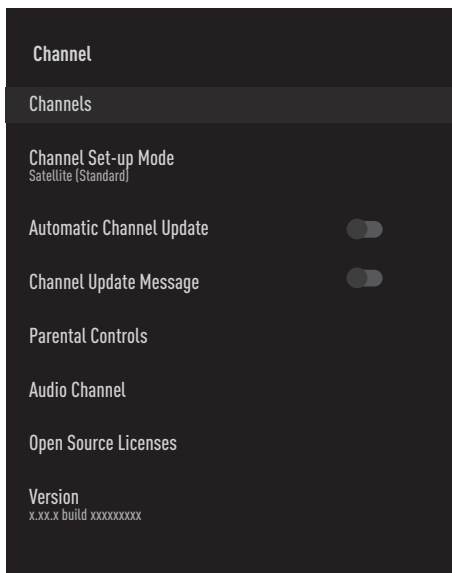 Channel
Channels
Channel Set-up Mode
Satellite (Standard)
Automatic Channel Update
Channel Update Message
Parental Controls
Audio Channel
Open Source Licenses
Version
x.xx.x build xxxxxxxxx